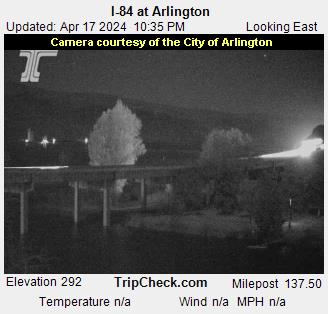 I-84 at Arlington
Updated: Apr 17 2024 10:35 PM Looking East
Camera courtesy of the City of Arlington
Elevation 292 TripCheck.com Milepost 137.50
Temperature n/a Wind n/a MPH n/a